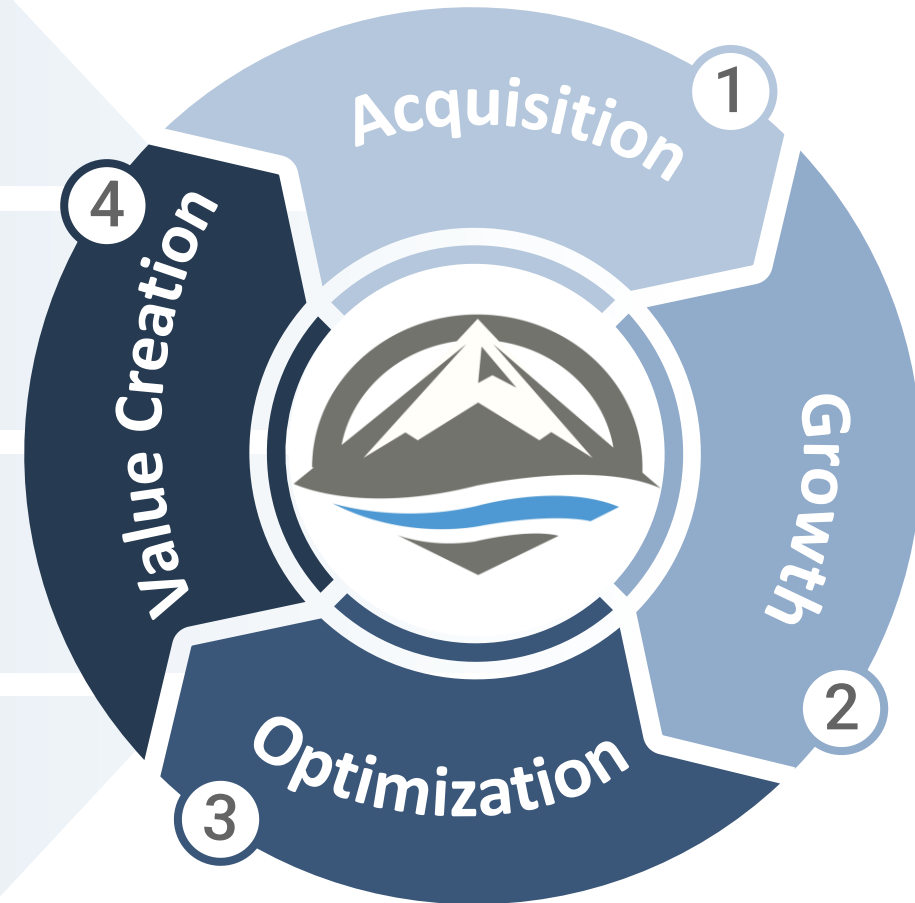 1
Acquisition
2
Growth
3
Optimization
4
Value Creation